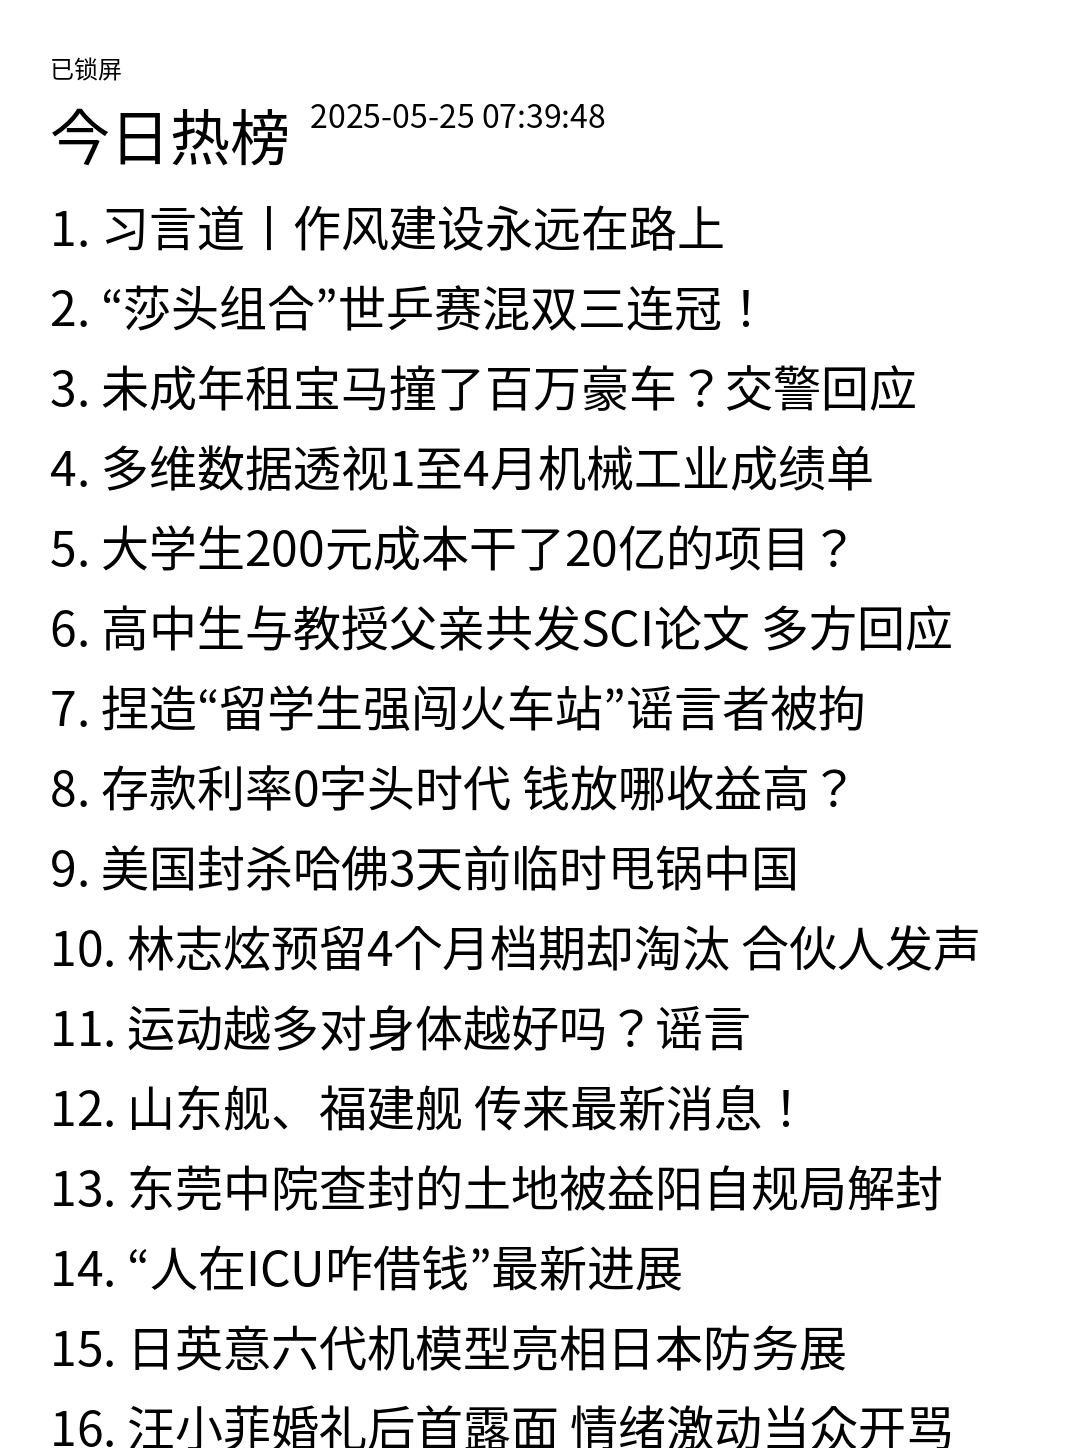 已锁屏
今日热榜 2025-05-25 07:39:48
1. 习言道丨作风建设永远在路上
2. “莎头组合”世乒赛混双三连冠！
3. 未成年租宝马撞了百万豪车？交警回应
4. 多维数据透视1至4月机械工业成绩单
5. 大学生200元成本干了20亿的项目？
6. 高中生与教授父亲共发SCI论文 多方回应
7. 捏造“留学生强闯火车站”谣言者被拘
8. 存款利率0字头时代 钱放哪收益高？
9. 美国封杀哈佛3天前临时甩锅中国
10. 林志炫预留4个月档期却淘汰 合伙人发声
11. 运动越多对身体越好吗？谣言
12. 山东舰、福建舰 传来最新消息！
13. 东莞中院查封的土地被益阳自规局解封
14. “人在ICU咋借钱”最新进展
15. 日英意六代机模型亮相日本防务展
16. 汪小菲婚礼后首露面 情绪激动当众开骂